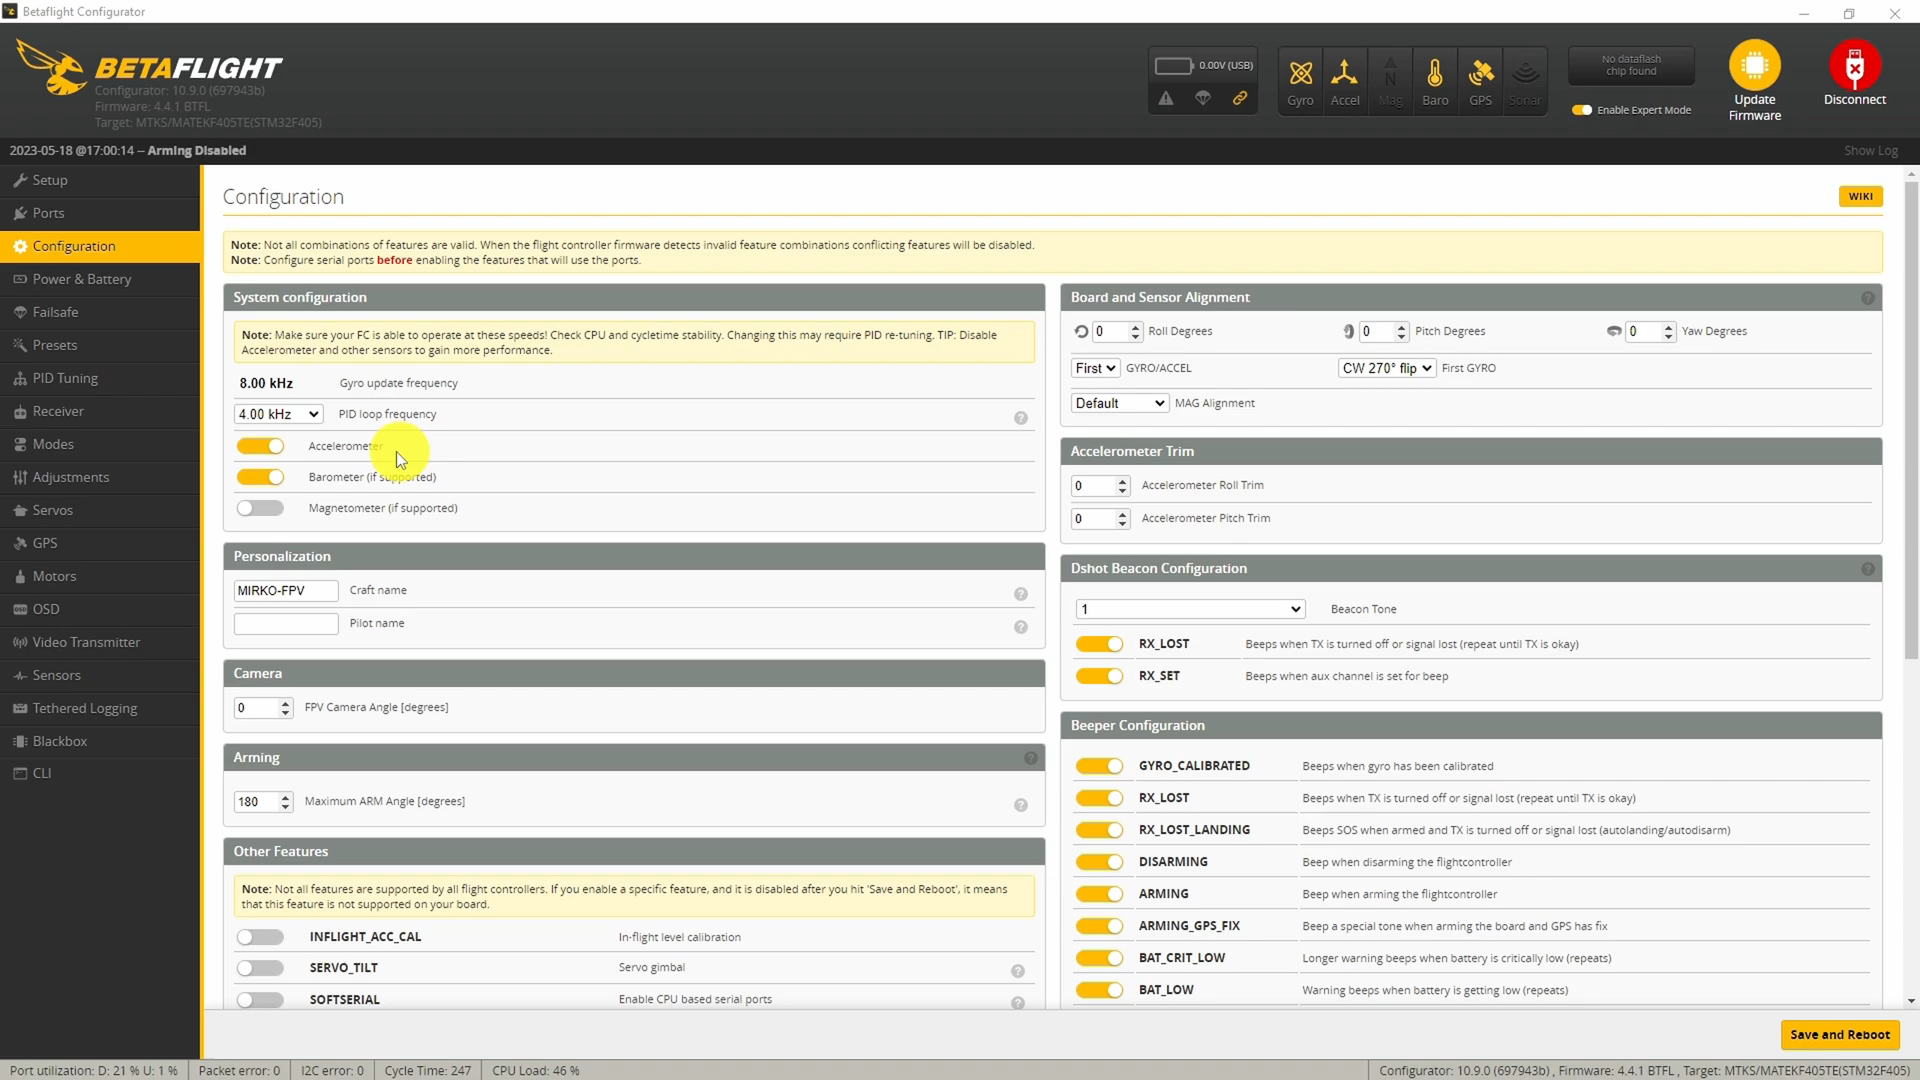 Betaflight Configurator
BETAFLIGHT
Configurator: 10.9.0 (697943b)
Firmware: 4.4.1 BTFL
Target: MTKS/MATEKF405TE(STM32F405)
0.00V (USB)
Gyro
Accel
Mag
Baro
GPS
Sonar
No dataflash
chip found
Enable Expert Mode
Update
Firmware
Disconnect
2023-05-18 @17:00:14 -- Arming Disabled
Show Log
Setup
Ports
Configuration
Power & Battery
Failsafe
Presets
PID Tuning
Receiver
Modes
Adjustments
Servos
GPS
Motors
OSD
Video Transmitter
Sensors
Tethered Logging
Blackbox
CLI
Configuration
WIKI
Note: Not all combinations of features are valid. When the flight controller firmware detects invalid feature combinations conflicting features will be disabled.
Note: Configure serial ports before enabling the features that will use the ports.
System configuration
Note: Make sure your FC is able to operate at these speeds! Check CPU and cycletime stability. Changing this may require PID re-tuning. TIP: Disable
Accelerometer and other sensors to gain more performance.
8.00 kHz Gyro update frequency
4.00 kHz PID loop frequency
Accelerometer
Barometer (if supported)
Magnetometer (if supported)
Personalization
MIRKO-FPV Craft name
Pilot name
Camera
0 FPV Camera Angle [degrees]
Arming
180 Maximum ARM Angle [degrees]
Other Features
Note: Not all features are supported by all flight controllers. If you enable a specific feature, and it is disabled after you hit 'Save and Reboot', it means
that this feature is not supported on your board.
INFLIGHT_ACC_CAL In-flight level calibration
SERVO_TILT Servo gimbal
SOFTSERIAL Enable CPU based serial ports
Board and Sensor Alignment
0 Roll Degrees 0 Pitch Degrees 0 Yaw Degrees
First GYRO/ACCEL CW 270° flip First GYRO
Default MAG Alignment
Accelerometer Trim
0 Accelerometer Roll Trim
0 Accelerometer Pitch Trim
Dshot Beacon Configuration
1 Beacon Tone
RX_LOST Beeps when TX is turned off or signal lost (repeat until TX is okay)
RX_SET Beeps when aux channel is set for beep
Beeper Configuration
GYRO_CALIBRATED Beeps when gyro has been calibrated
RX_LOST Beeps when TX is turned off or signal lost (repeat until TX is okay)
RX_LOST_LANDING Beeps SOS when armed and TX is turned off or signal lost (autolanding/autodisarm)
DISARMING Beep when disarming the flightcontroller
ARMING Beep when arming the flightcontroller
ARMING_GPS_FIX Beep a special tone when arming the board and GPS has fix
BAT_CRIT_LOW Longer warning beeps when battery is critically low (repeats)
BAT_LOW Warning beeps when battery is getting low (repeats)
Save and Reboot
Port utilization: D: 21 % U: 1 % Packet error: 0 I2C error: 0 Cycle Time: 247 CPU Load: 46 % Configurator: 10.9.0 (697943b) , Firmware: 4.4.1 BTFL , Target: MTKS/MATEKF405TE(STM32F405)